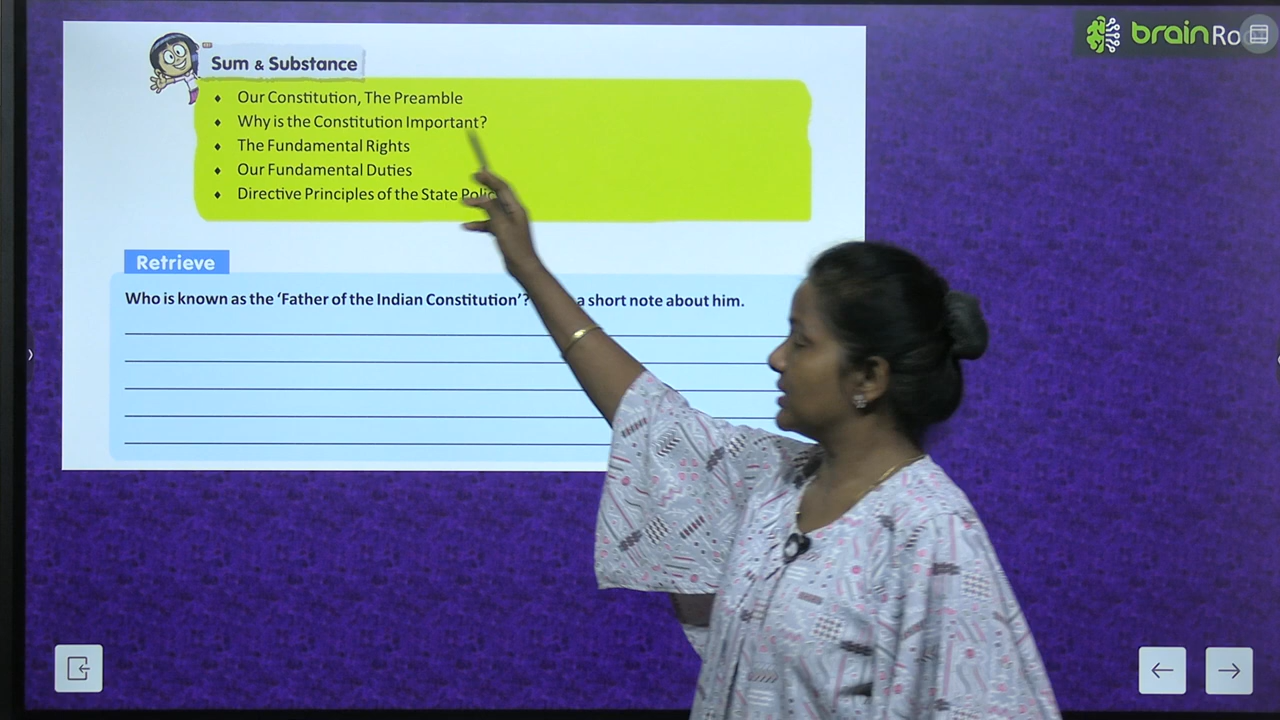 brainRo
Sum & Substance
Our Constitution, The Preamble
Why is the Constitution Important?
The Fundamental Rights
Our Fundamental Duties
Directive Principles of the State
Retrieve
Who is known as the ‘Father of the Indian Constitution’? a short note about him.